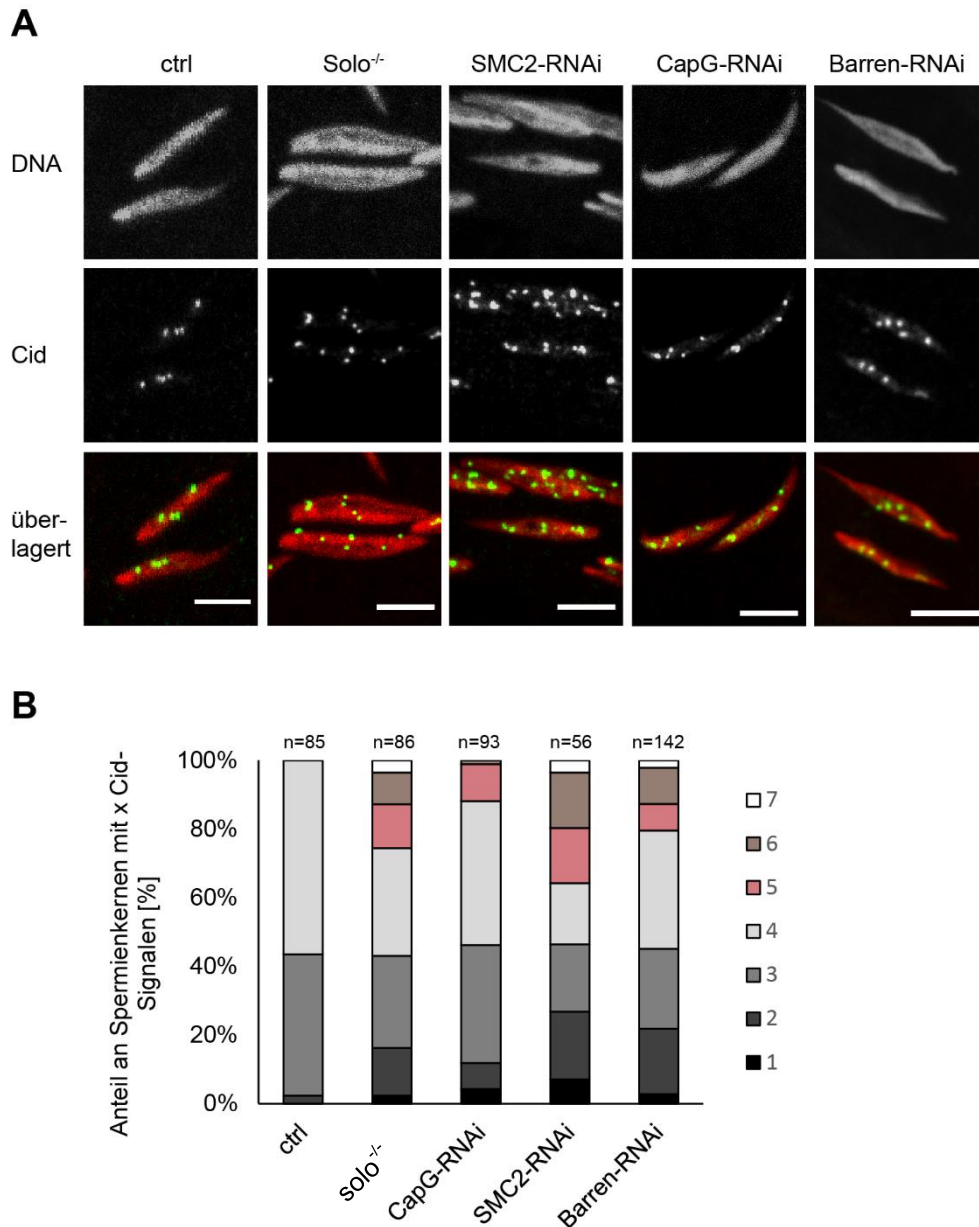 A
ctrl Solo-/- SMC2-RNAi CapG-RNAi Barren-RNAi
DNA
Cid
über-
lagert
B
n=85 n=86 n=93 n=56 n=142
Anteil an Spermienkernen mit x Cid-
Signalen [%]
100%
80%
60%
40%
20%
0%
7
6
5
4
3
2
1
ctrl solo-/- CapG-RNAi SMC2-RNAi Barren-RNAi